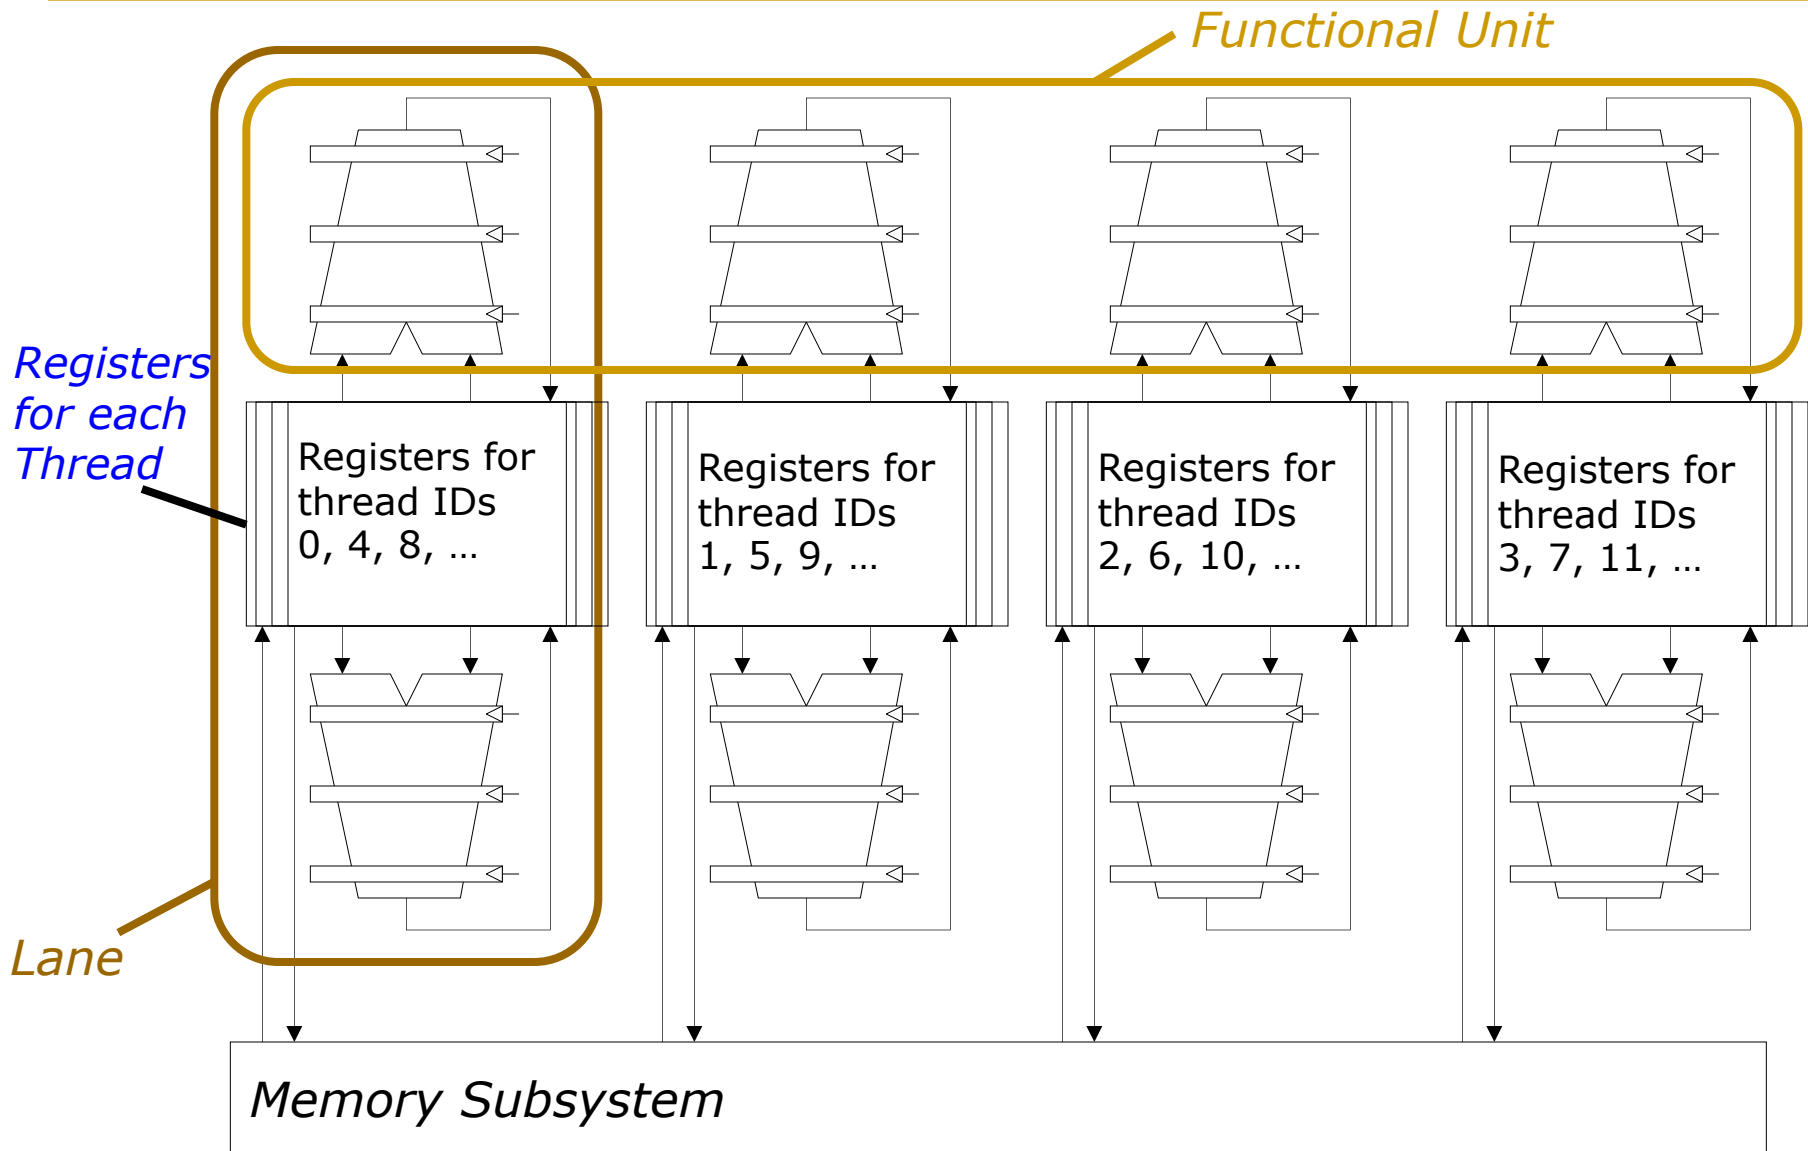 Functional Unit
Registers
for each
Thread
Registers for
thread IDs
0, 4, 8, …
Registers for
thread IDs
1, 5, 9, …
Registers for
thread IDs
2, 6, 10, …
Registers for
thread IDs
3, 7, 11, …
Lane
Memory Subsystem